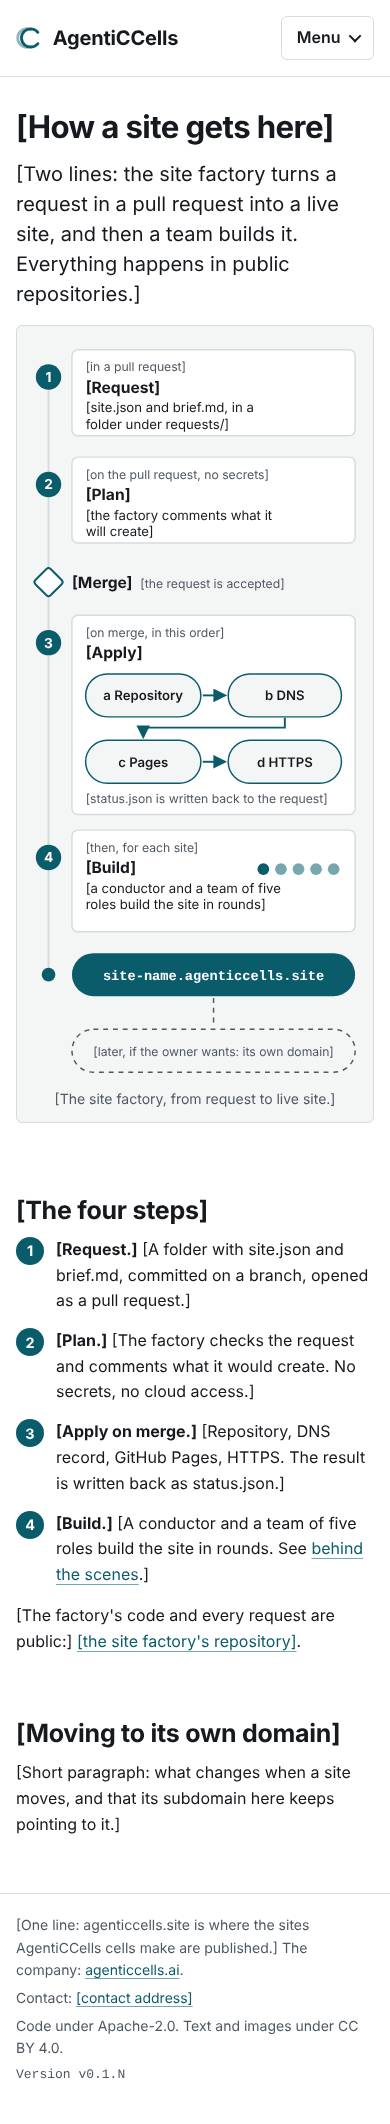 AgentiCCells
Menu
[How a site gets here]
[Two lines: the site factory turns a
request in a pull request into a live
site, and then a team builds it.
Everything happens in public
repositories.]
1
[in a pull request]
[Request]
[site.json and brief.md, in a
folder under requests/]
2
[on the pull request, no secrets]
[Plan]
[the factory comments what it
will create]
[Merge] [the request is accepted]
3
[on merge, in this order]
[Apply]
a Repository
b DNS
c Pages
d HTTPS
[status.json is written back to the request]
4
[then, for each site]
[Build]
[a conductor and a team of five
roles build the site in rounds]
site-name.agenticcells.site
[later, if the owner wants: its own domain]
[The site factory, from request to live site.]
[The four steps]
1 [Request.] [A folder with site.json and
brief.md, committed on a branch, opened
as a pull request.]
2 [Plan.] [The factory checks the request
and comments what it would create. No
secrets, no cloud access.]
3 [Apply on merge.] [Repository, DNS
record, GitHub Pages, HTTPS. The result
is written back as status.json.]
4 [Build.] [A conductor and a team of five
roles build the site in rounds. See behind
the scenes.]
[The factory's code and every request are
public:] [the site factory's repository].
[Moving to its own domain]
[Short paragraph: what changes when a site
moves, and that its subdomain here keeps
pointing to it.]
[One line: agenticcells.site is where the sites
AgentiCCells cells make are published.] The
company: agenticcells.ai.
Contact: [contact address]
Code under Apache-2.0. Text and images under CC
BY 4.0.
Version v0.1.N